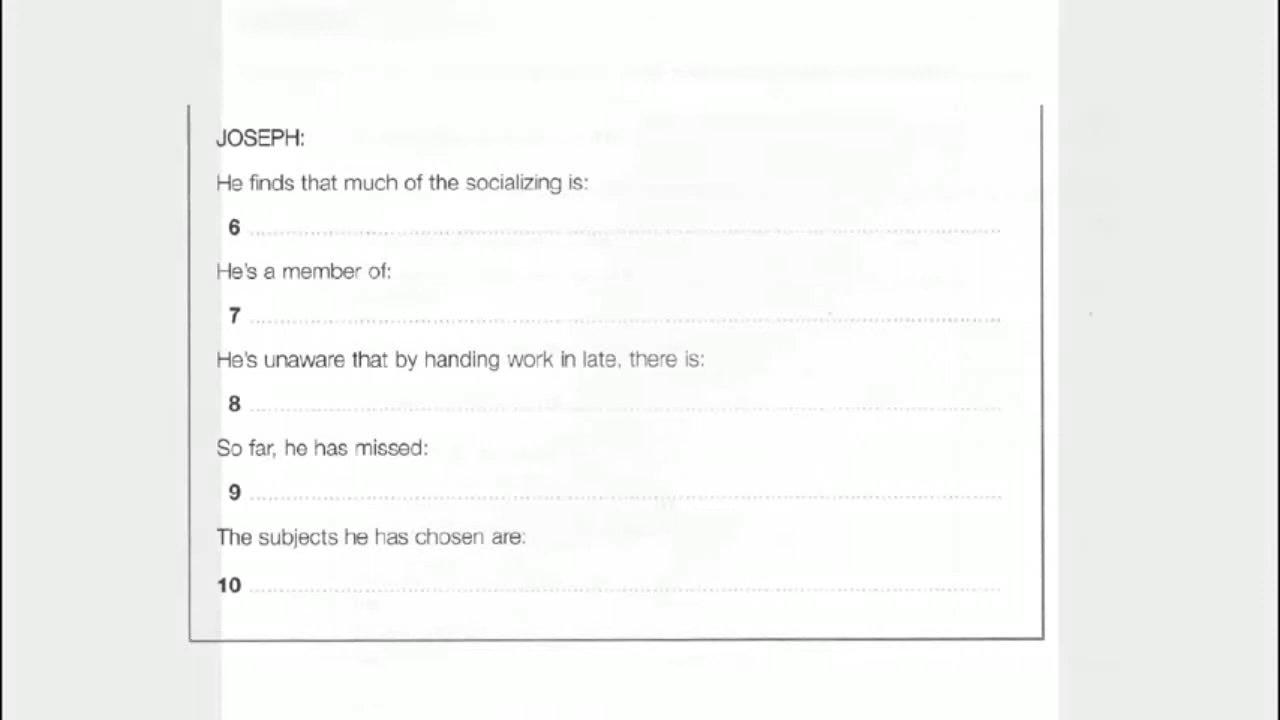 JOSEPH:
He finds that much of the socializing is:
6
He's a member of:
7
He's unaware that by handing work in late, there is:
8
So far, he has missed:
9
The subjects he has chosen are:
10